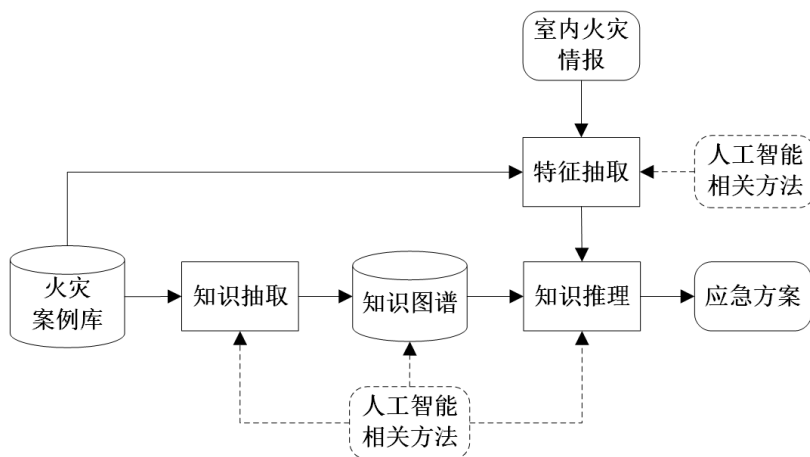 室内火灾
情报
特征抽取
人工智能
相关方法
火灾
案例库
知识抽取
知识图谱
知识推理
应急方案
人工智能
相关方法